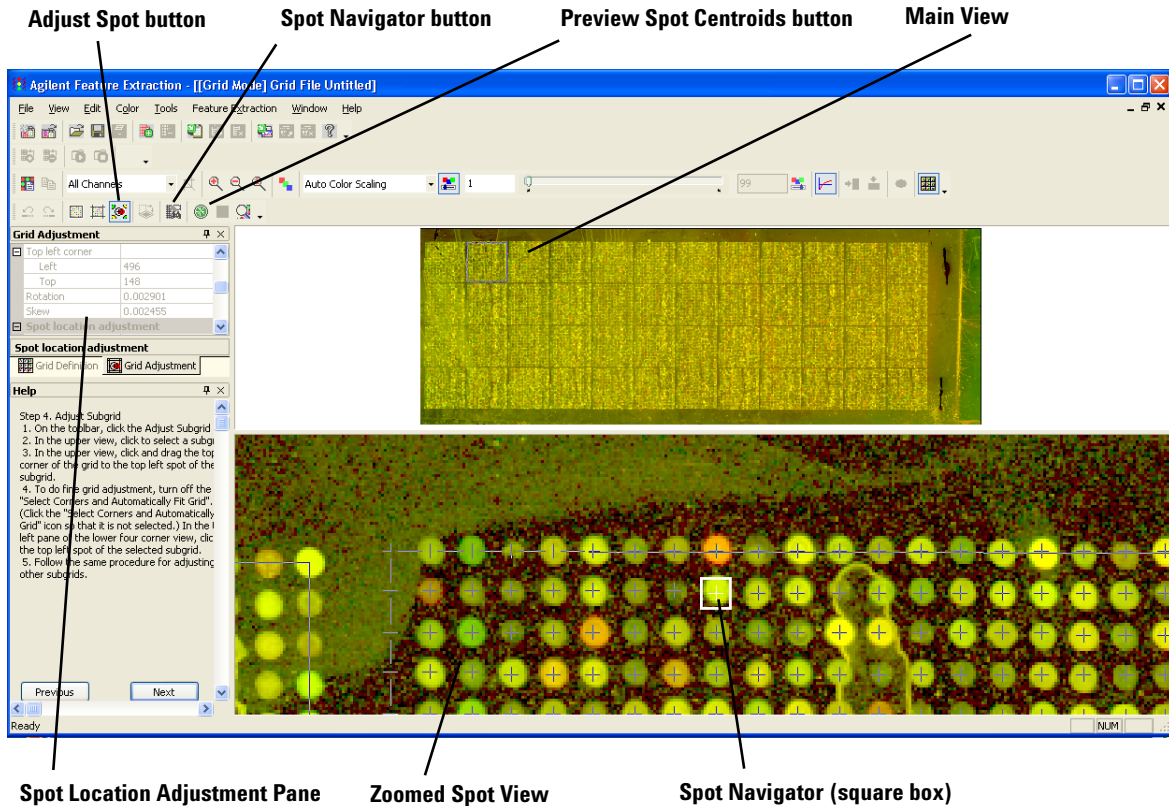 Adjust Spot button
Spot Navigator button
Preview Spot Centroids button
Main View
Agilent Feature Extraction - [[Grid Mode] Grid File Untitled]
File View Edit Color Tools Feature Extraction Window Help
All Channels
Auto Color Scaling
1
99
Grid Adjustment
Top left corner
Left 496
Top 148
Rotation 0.002901
Skew 0.002455
Spot location adjustment
Spot location adjustment
Grid Definition Grid Adjustment
Help
Step 4. Adjust Subgrid
1. On the toolbar, click the Adjust Subgrid
2. In the upper view, click to select a subgr
3. In the upper view, click and drag the top
corner of the grid to the top left spot of the
subgrid.
4. To do fine grid adjustment, turn off the
"Select Corners and Automatically Fit Grid".
(Click the "Select Corners and Automatically
Grid" icon so that it is not selected.) In the
left pane of the lower four corner view, clic
the top left spot of the selected subgrid.
5. Follow the same procedure for adjusting
other subgrids.
Previous Next
Ready
NUM
Spot Location Adjustment Pane
Zoomed Spot View
Spot Navigator (square box)